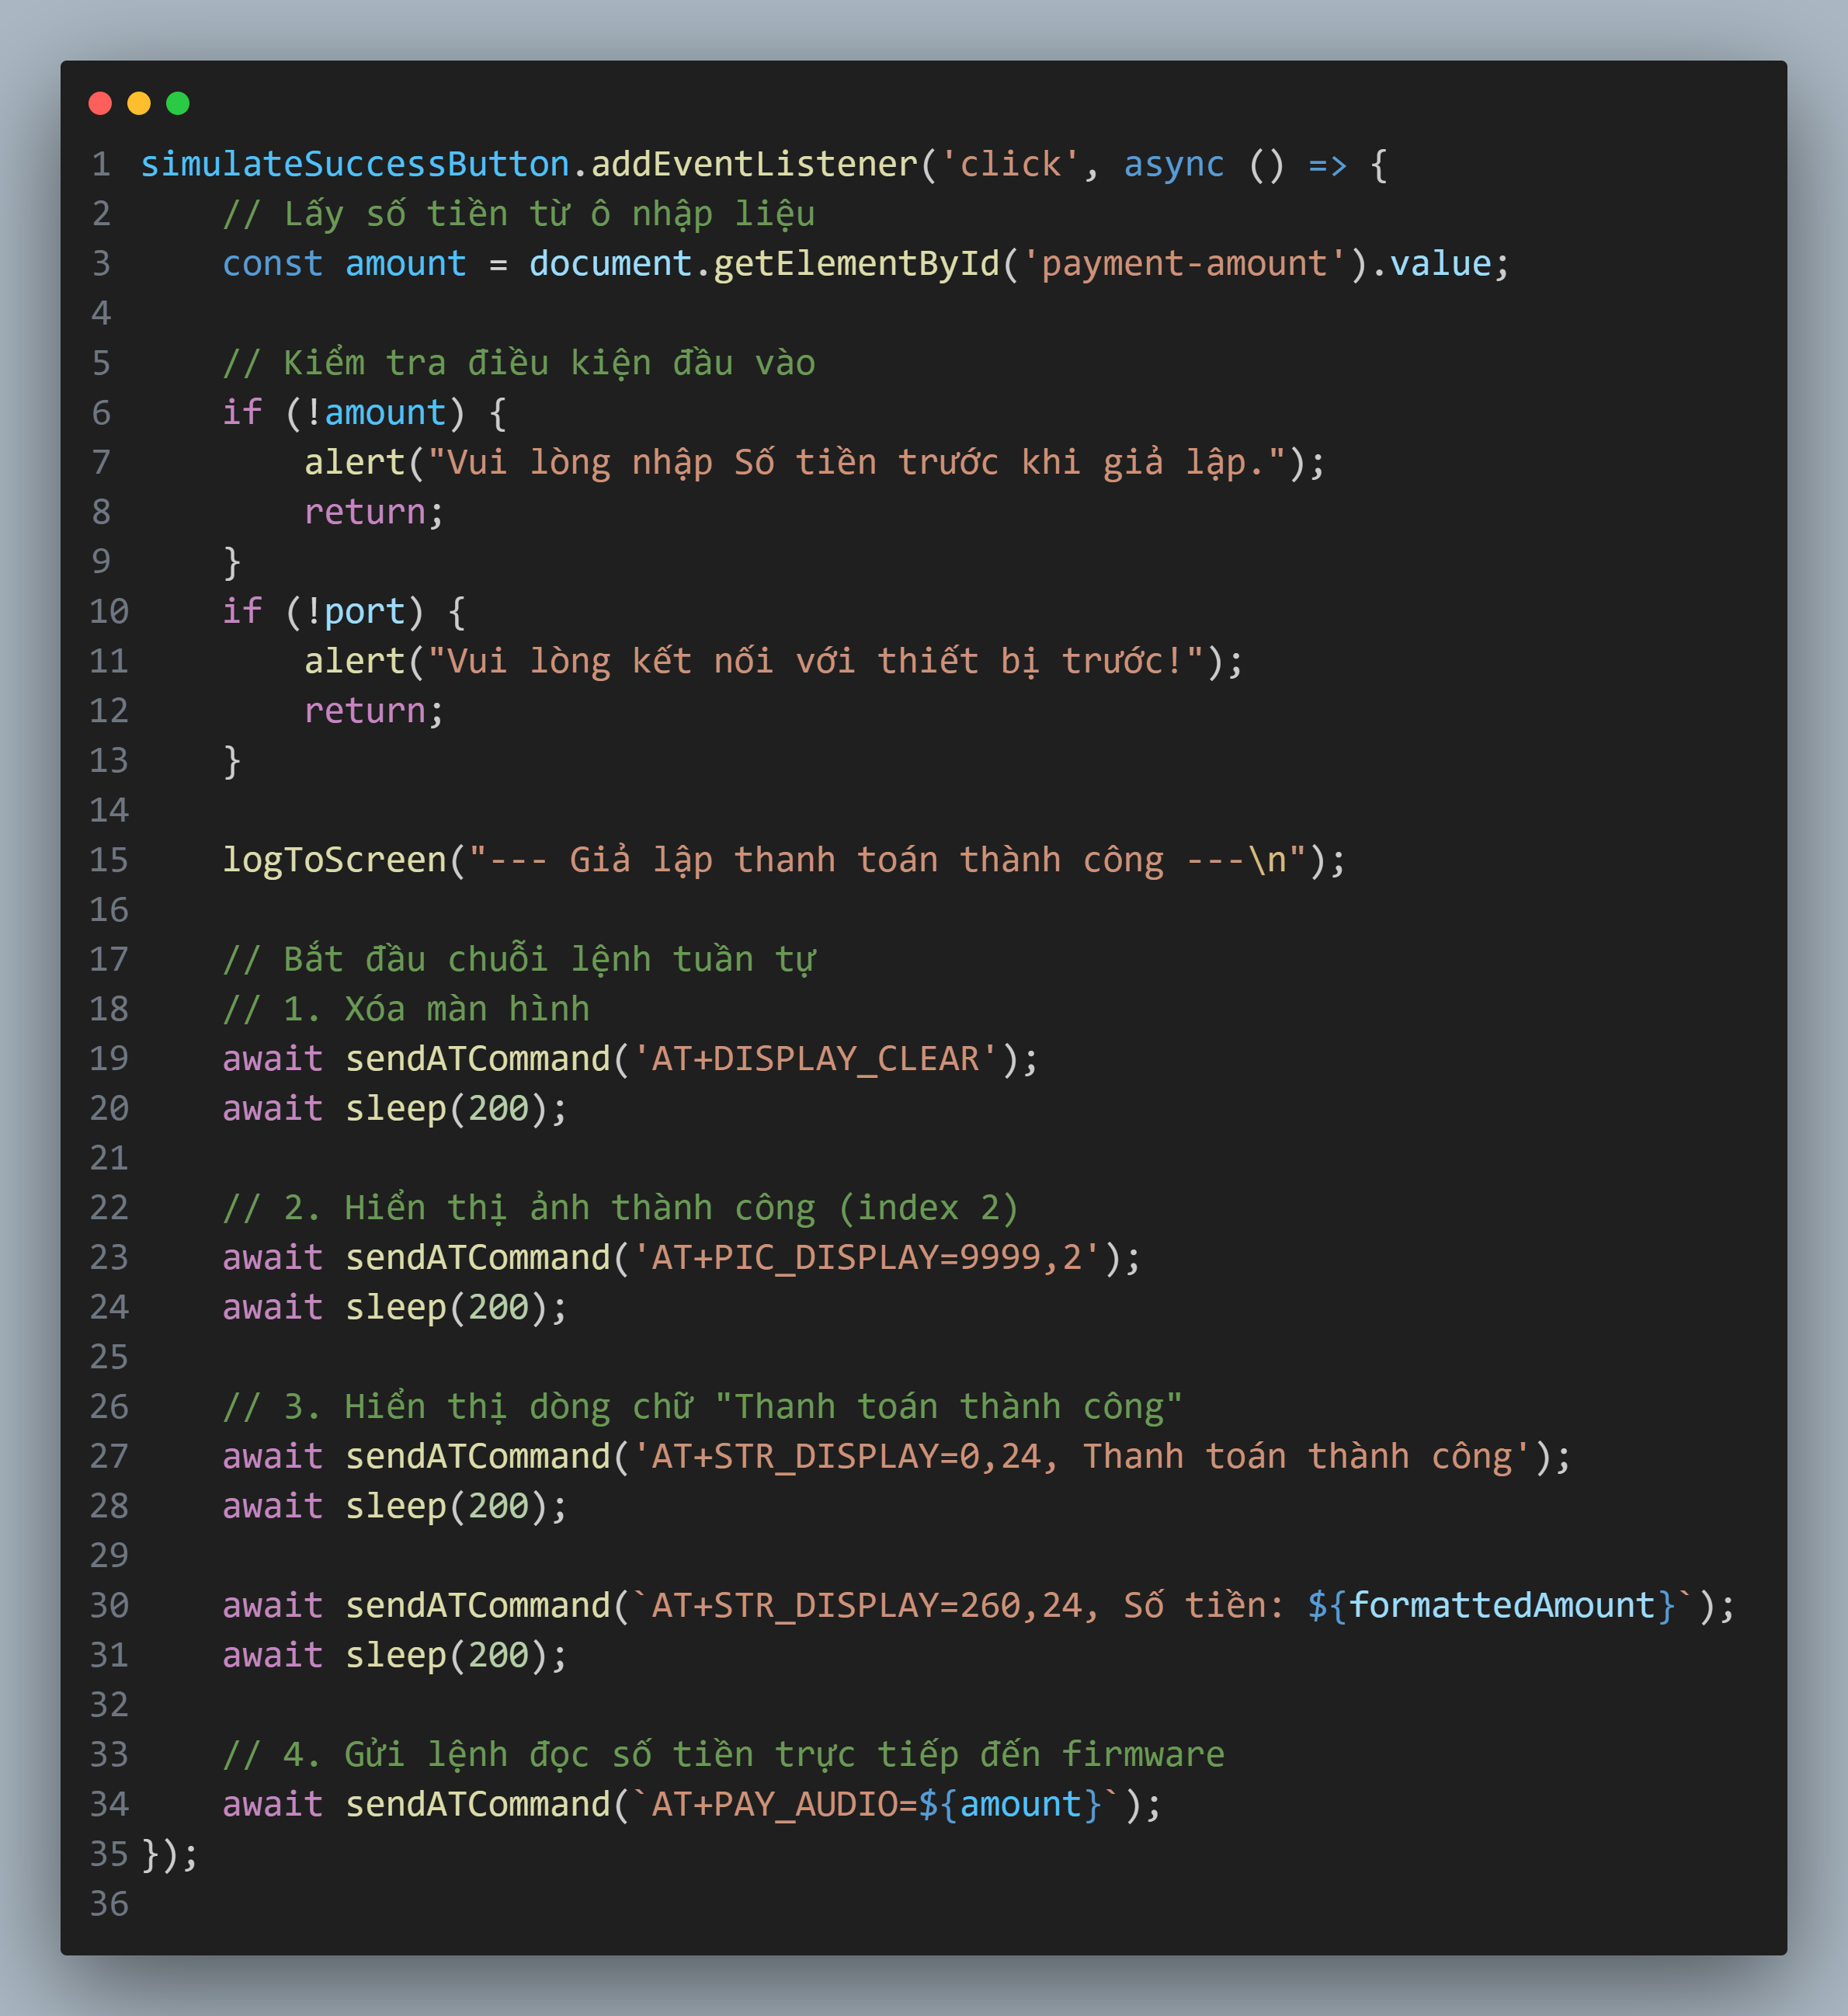 1 simulateSuccessButton.addEventListener('click', async () => {
2     // Lấy số tiền từ ô nhập liệu
3     const amount = document.getElementById('payment-amount').value;
4
5     // Kiểm tra điều kiện đầu vào
6     if (!amount) {
7         alert("Vui lòng nhập Số tiền trước khi giả lập.");
8         return;
9     }
10     if (!port) {
11         alert("Vui lòng kết nối với thiết bị trước!");
12         return;
13     }
14
15     logToScreen("--- Giả lập thanh toán thành công ---\n");
16
17     // Bắt đầu chuỗi lệnh tuần tự
18     // 1. Xóa màn hình
19     await sendATCommand('AT+DISPLAY_CLEAR');
20     await sleep(200);
21
22     // 2. Hiển thị ảnh thành công (index 2)
23     await sendATCommand('AT+PIC_DISPLAY=9999,2');
24     await sleep(200);
25
26     // 3. Hiển thị dòng chữ "Thanh toán thành công"
27     await sendATCommand('AT+STR_DISPLAY=0,24, Thanh toán thành công');
28     await sleep(200);
29
30     await sendATCommand(`AT+STR_DISPLAY=260,24, Số tiền: ${formattedAmount}`);
31     await sleep(200);
32
33     // 4. Gửi lệnh đọc số tiền trực tiếp đến firmware
34     await sendATCommand(`AT+PAY_AUDIO=${amount}`);
35 });
36